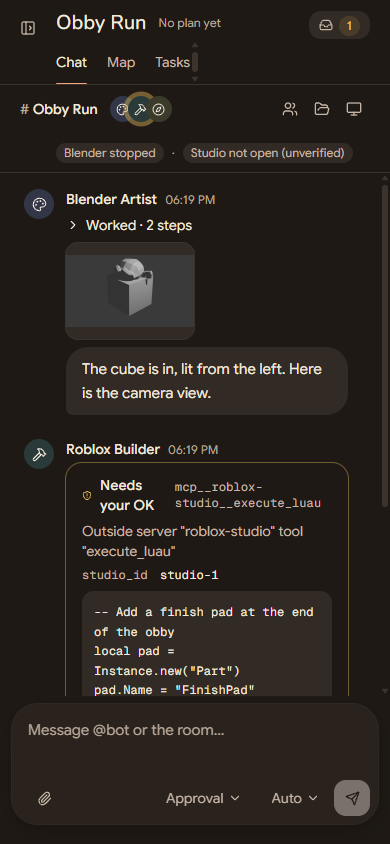 Obby Run No plan yet 1
Chat Map Tasks
# Obby Run
Blender stopped · Studio not open (unverified)
Blender Artist 06:19 PM
Worked · 2 steps
The cube is in, lit from the left. Here
is the camera view.
Roblox Builder 06:19 PM
Needs
your OK
mcp__roblox-
studio__execute_luau
Outside server "roblox-studio" tool
"execute_luau"
studio_id studio-1
-- Add a finish pad at the end
of the obby
local pad =
Instance.new("Part")
pad.Name = "FinishPad"
Message @bot or the room...
Approval Auto